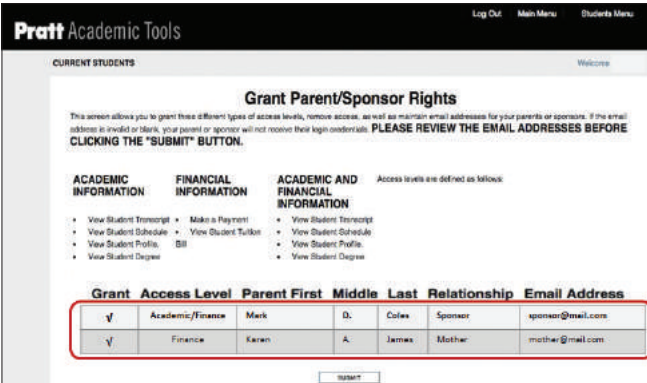 Log Out Main Menu Students Menu
Pratt Academic Tools
CURRENT STUDENTS
Welcome
Grant Parent/Sponsor Rights
This screen allows you to grant three different types of access levels, remove access, as well as maintain email addresses for your parents or sponsors. If the email
address is invalid or blank, your parent or sponsor will not receive their login credentials. PLEASE REVIEW THE EMAIL ADDRESSES BEFORE
CLICKING THE "SUBMIT" BUTTON.
ACADEMIC INFORMATION
• View Student Transcript
• View Student Schedule
• View Student Profile.
• View Student Degree
FINANCIAL INFORMATION
• Make a Payment
• View Student Tuition
Bill
ACADEMIC AND FINANCIAL INFORMATION
• View Student Transcript
• View Student Schedule
• View Student Profile.
• View Student Degree
Access levels are defined as follows:
Grant Access Level Parent First Middle Last Relationship Email Address
√ Academic/Finance Mark D. Coles Sponsor sponsor@mail.com
√ Finance Karen A. James Mother mother@mail.com
SUBMIT